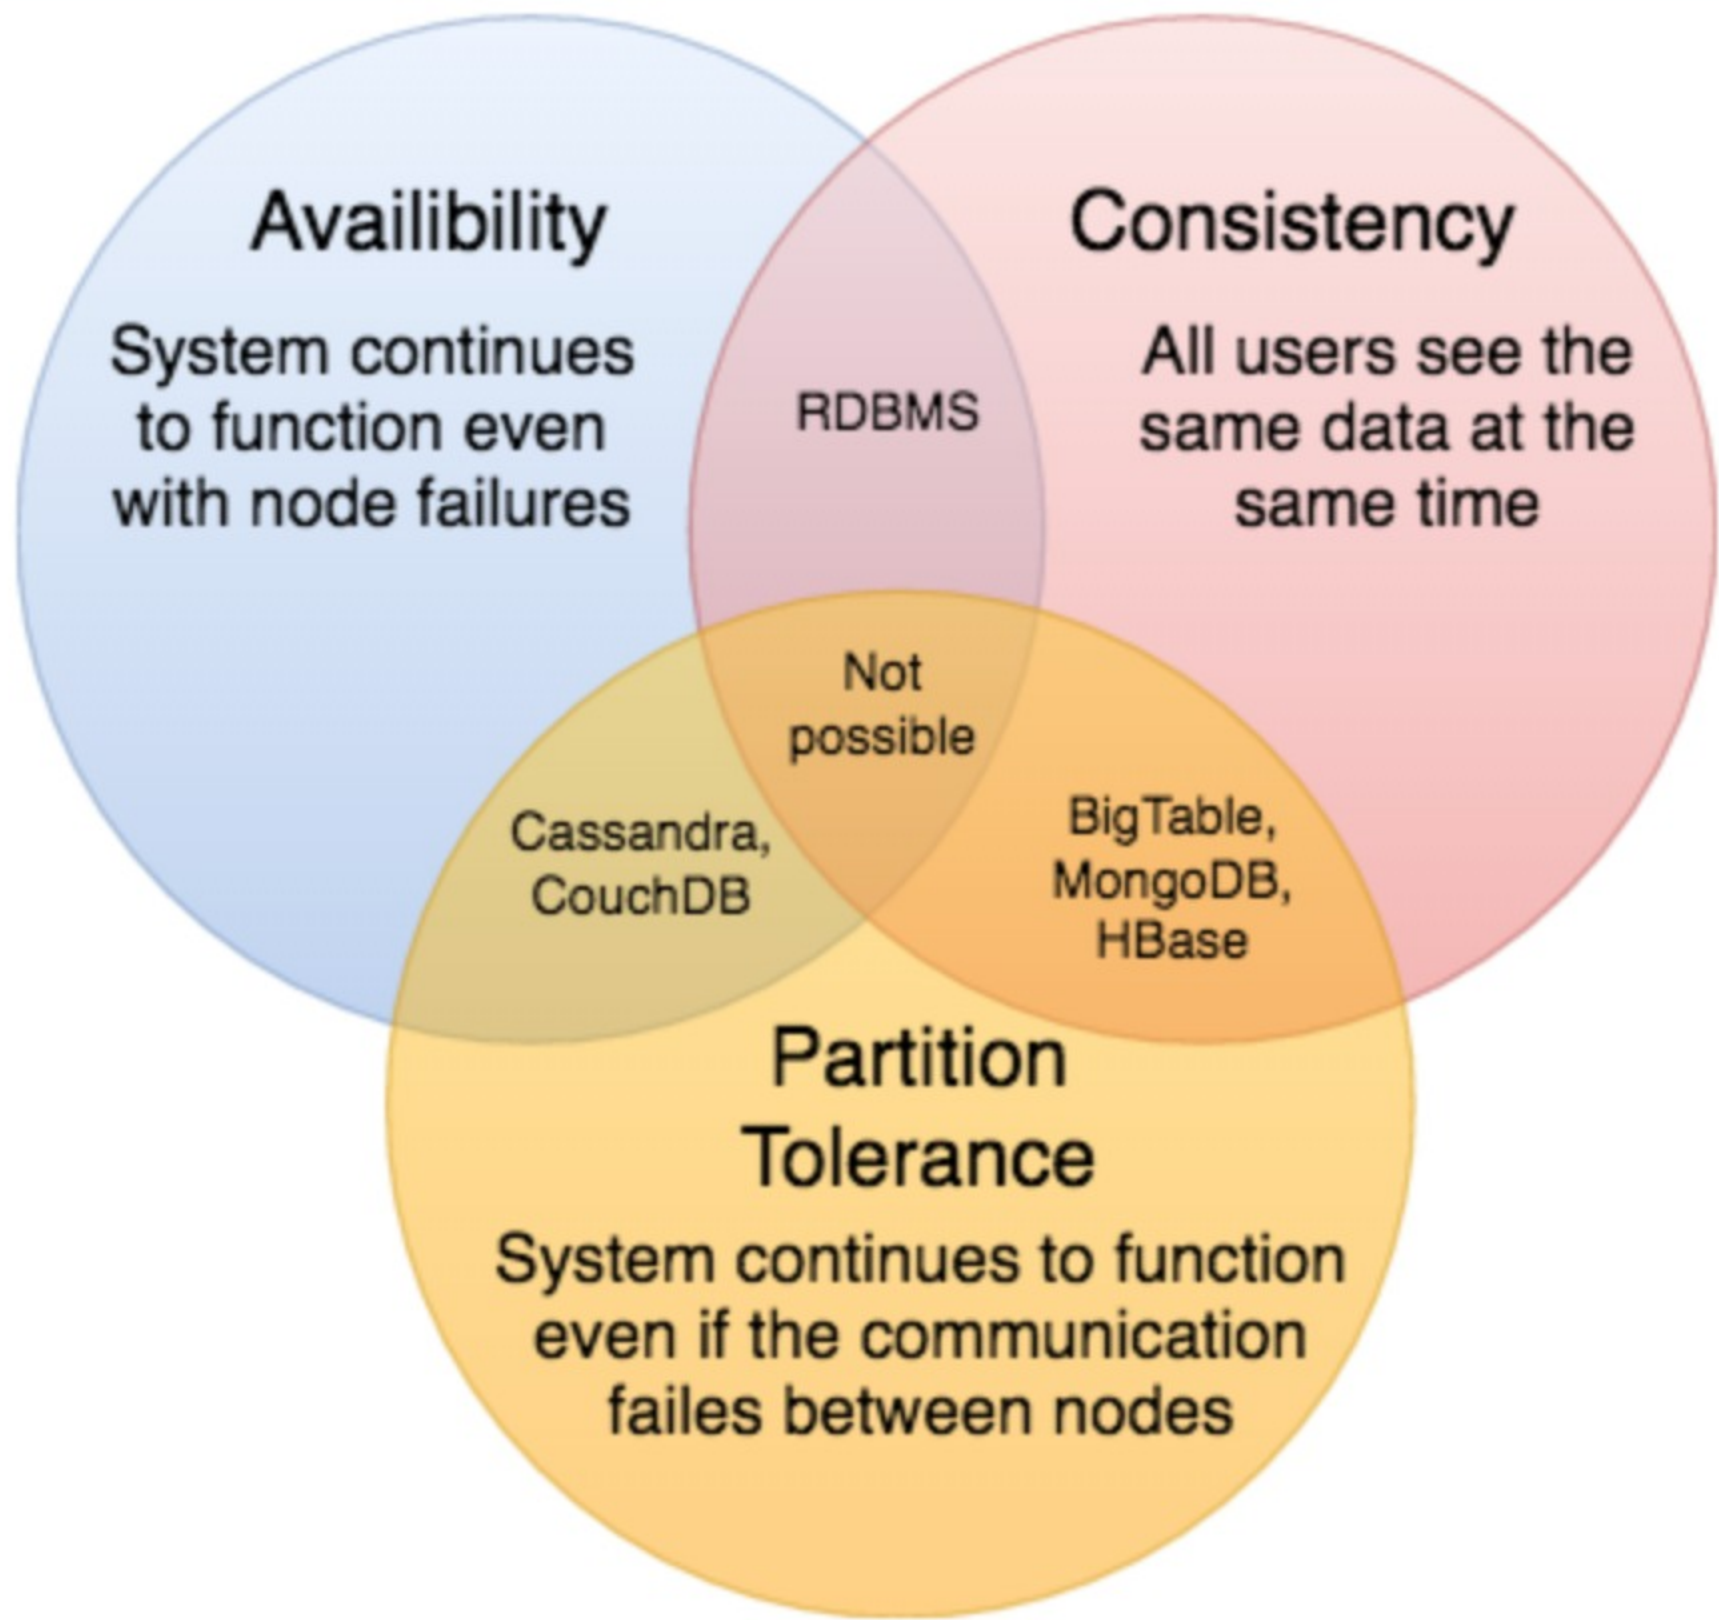 Availibility
System continues
to function even
with node failures
Consistency
All users see the
same data at the
same time
RDBMS
Not
possible
Cassandra,
CouchDB
BigTable,
MongoDB,
HBase
Partition
Tolerance
System continues to function
even if the communication
failes between nodes